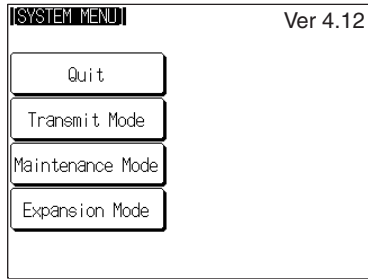 [SYSTEM MENU]
Ver 4.12
Quit
Transmit Mode
Maintenance Mode
Expansion Mode